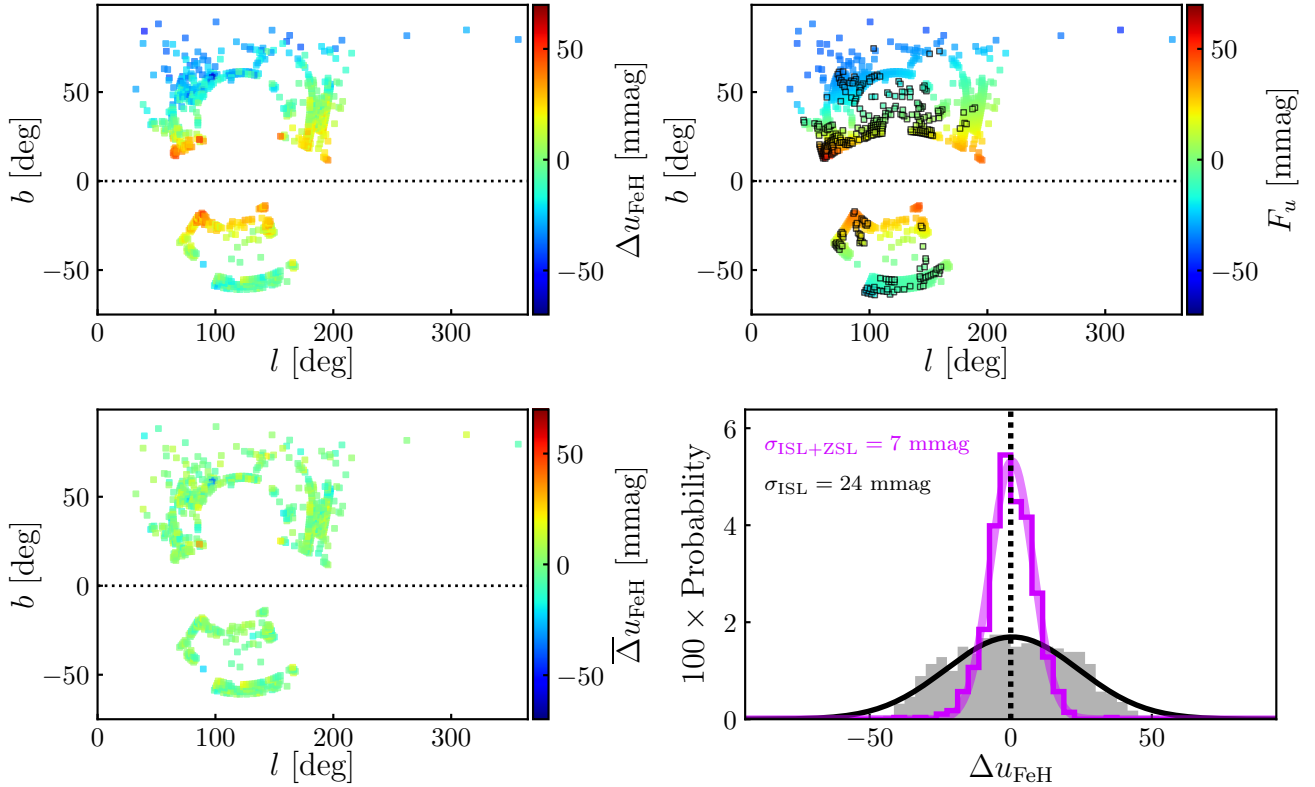 50
0
−50
b [deg]
0 100 200 300
l [deg]
50
0
−50
Δu_FeH [mmag]
50
0
−50
b [deg]
0 100 200 300
l [deg]
50
0
−50
F_u [mmag]
50
0
−50
b [deg]
0 100 200 300
l [deg]
50
0
−50
Δ̅u_FeH [mmag]
6
4
2
0
100 × Probability
σ_ISL+ZSL = 7 mmag
σ_ISL = 24 mmag
−50 0 50
Δu_FeH